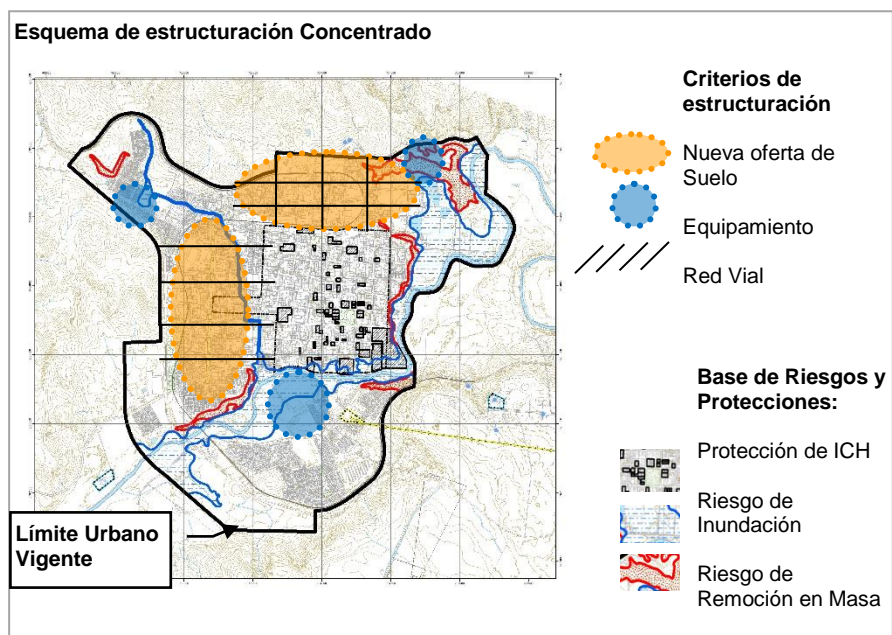 Esquema de estructuración Concentrado
Criterios de
estructuración
Nueva oferta de
Suelo
Equipamiento
Red Vial
Base de Riesgos y
Protecciones:
Protección de ICH
Riesgo de
Inundación
Riesgo de
Remoción en Masa
Límite Urbano
Vigente